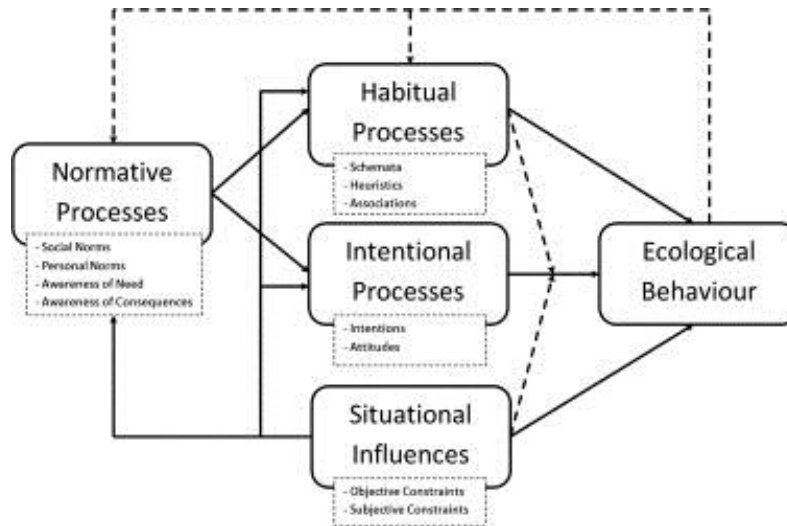 Habitual
Processes
- Schemata
- Heuristics
- Associations
Normative
Processes
- Social Norms
- Personal Norms
- Awareness of Need
- Awareness of Consequences
Intentional
Processes
- Intentions
- Attitudes
Ecological
Behaviour
Situational
Influences
- Objective Constraints
- Subjective Constraints